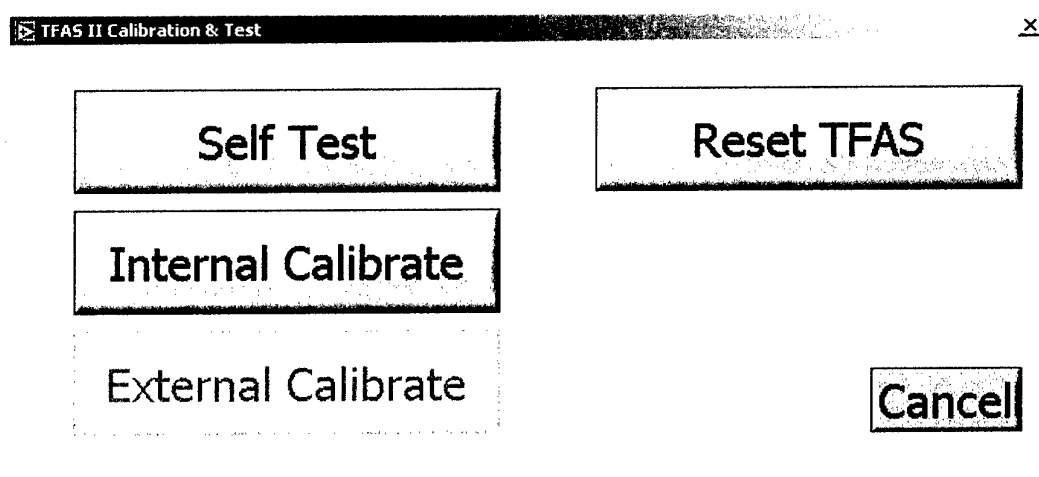 TFAS II Calibration & Test
Self Test
Reset TFAS
Internal Calibrate
External Calibrate
Cancel